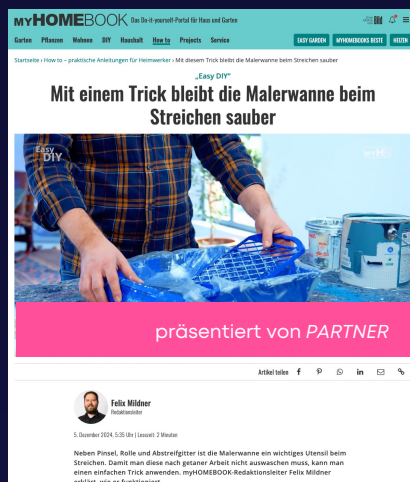 MYHOMEBOOK Das Do-it-yourself-Portal für Haus und Garten
BILD
Garten Pflanzen Wohnen DIY Haushalt How to Projects Service
EASY GARDEN MYHOMEBOOKS BESTE HEIZEN
Startseite › How to – praktische Anleitungen für Heimwerker › Mit diesem Trick bleibt die Malerwanne beim Streichen sauber
„Easy DIY“
Mit einem Trick bleibt die Malerwanne beim
Streichen sauber
Easy
DIY
präsentiert von PARTNER
Artikel teilen
Felix Mildner
Redaktionsleiter
5. Dezember 2024, 5:35 Uhr | Lesezeit: 2 Minuten
Neben Pinsel, Rolle und Abstreifgitter ist die Malerwanne ein wichtiges Utensil beim
Streichen. Damit man diese nach getaner Arbeit nicht auswaschen muss, kann man
einen einfachen Trick anwenden. myHOMEBOOK-Redaktionsleiter Felix Mildner
erklärt, wie er funktioniert.